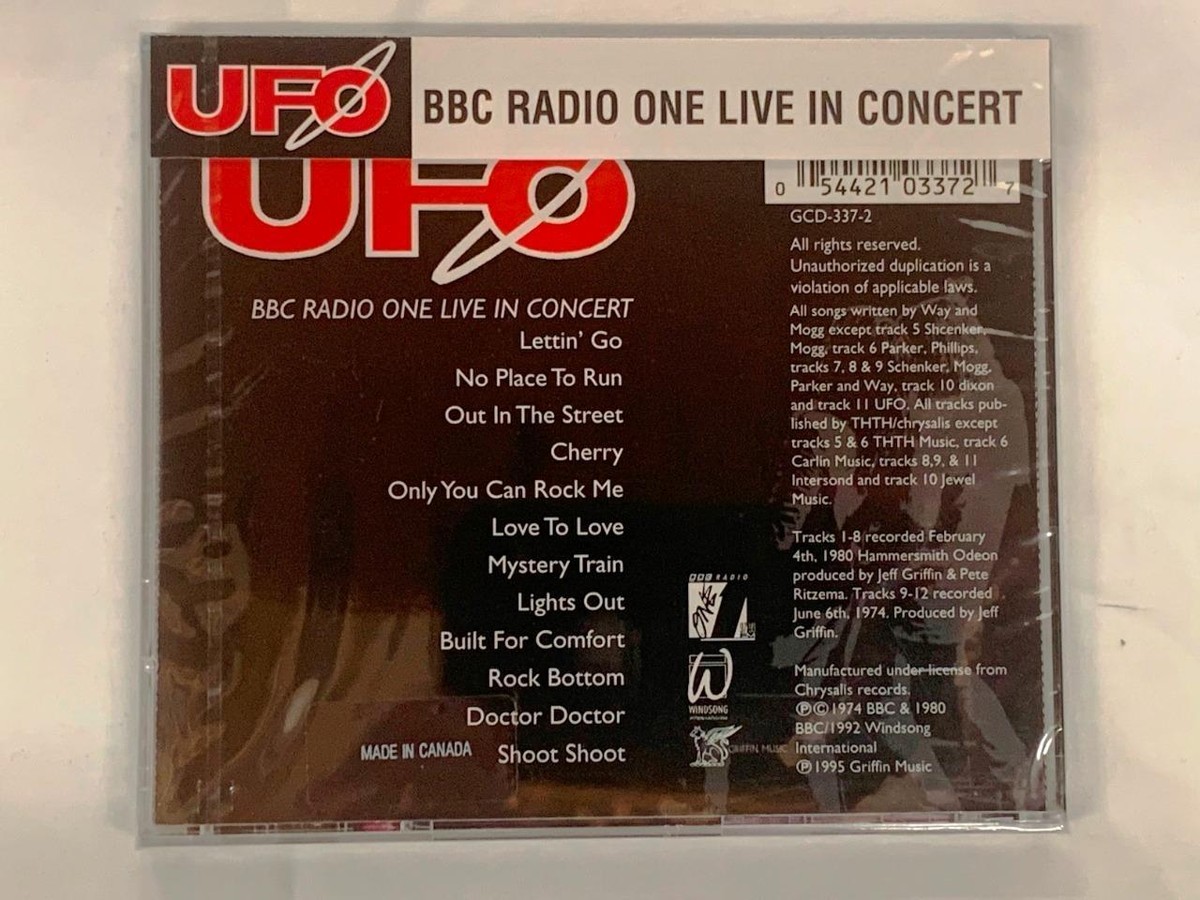 UFO
BBC RADIO ONE LIVE IN CONCERT
UFO
BBC RADIO ONE LIVE IN CONCERT
Lettin' Go
No Place To Run
Out In The Street
Cherry
Only You Can Rock Me
Love To Love
Mystery Train
Lights Out
Built For Comfort
Rock Bottom
Doctor Doctor
Shoot Shoot
MADE IN CANADA
0 54421 03372 7
GCD-337-2
All rights reserved.
Unauthorized duplication is a
violation of applicable laws.
All songs written by Way and
Mogg except track 5 Shcenker,
Mogg, track 6 Parker, Phillips,
tracks 7, 8 & 9 Schenker, Mogg,
Parker and Way, track 10 dixon
and track 11 UFO. All tracks pub-
lished by THTH/chrysalis except
tracks 5 & 6 THTH Music, track 6
Carlin Music, tracks 8,9, & 11
Intersond and track 10 Jewel
Music.
Tracks 1-8 recorded February
4th, 1980 Hammersmith Odeon
produced by Jeff Griffin & Pete
Ritzema. Tracks 9-12 recorded
June 6th, 1974. Produced by Jeff
Griffin.
Manufactured under license from
Chrysalis records.
℗©1974 BBC & 1980
BBC/1992 Windsong
International
℗1995 Griffin Music
BBC RADIO
ONE
W
WINDSONG
INTERNATIONAL
GRIFFIN MUSIC